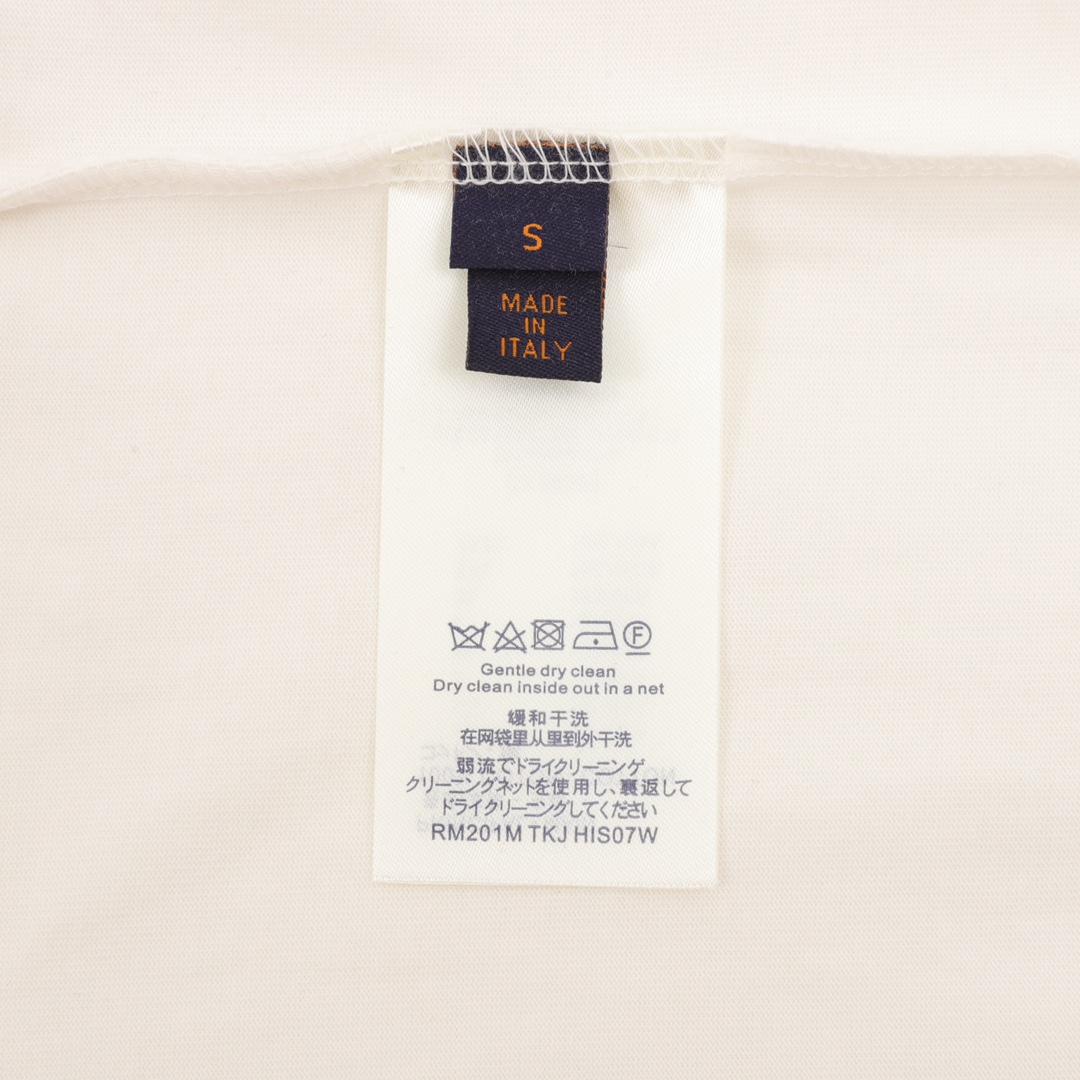 S
MADE
IN
ITALY
F
Gentle dry clean
Dry clean inside out in a net
缓和干洗
在网袋里从里到外干洗
弱流でドライクリーニンゲ
クリーニングネットを使用し、裏返して
ドライクリーニングしてください
RM201M TKJ HIS07W